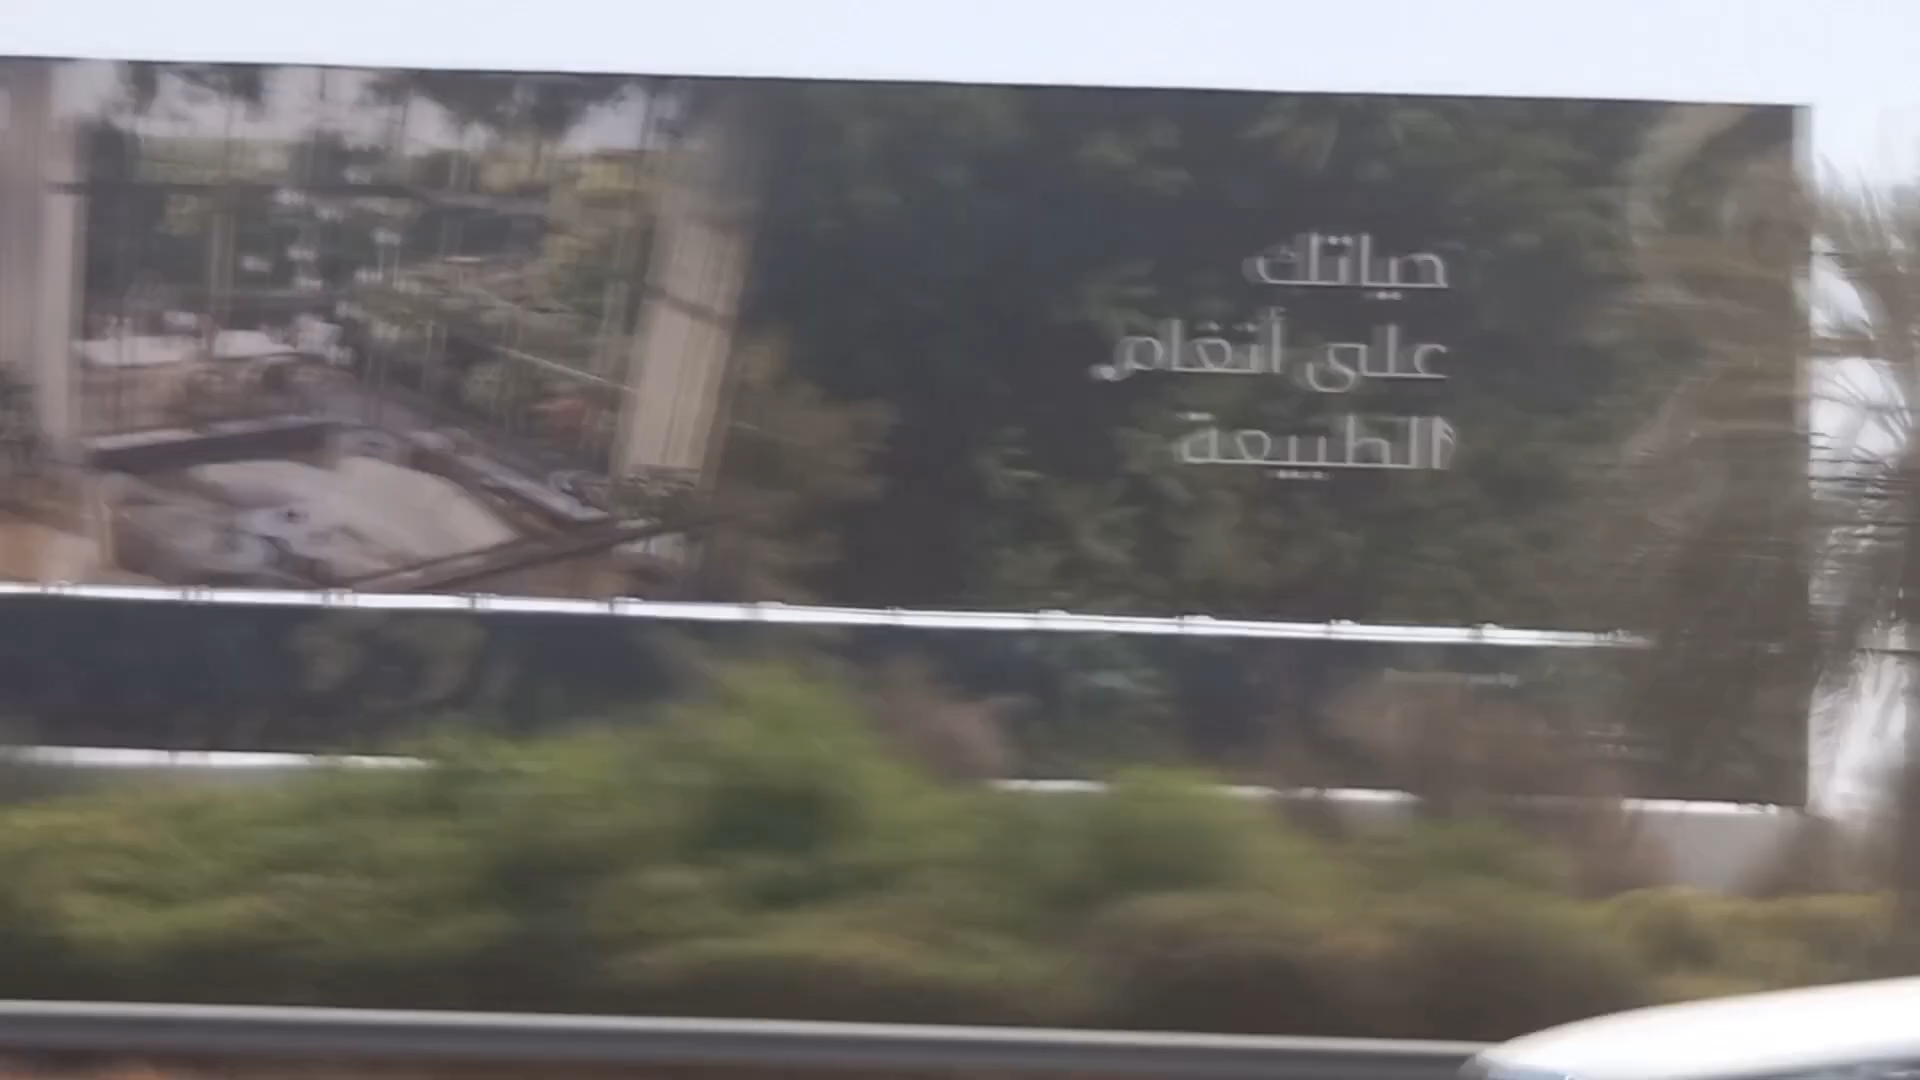 حياتك
على أنغام
الطبيعة